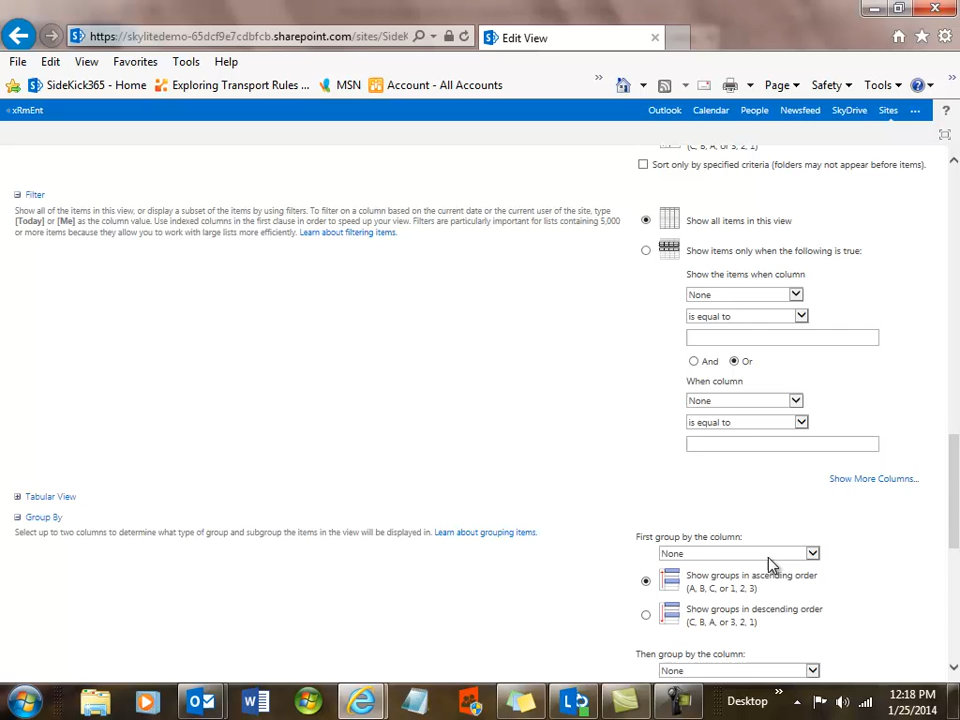 https://skylitedemo-65dcf9e7cdbfcb.sharepoint.com/sites/SideK
Edit View
File Edit View Favorites Tools Help
SideKick365 - Home
Exploring Transport Rules ...
MSN
Account - All Accounts
Page
Safety
Tools
xRmEnt
Outlook Calendar People Newsfeed SkyDrive Sites ... ?
(C, B, A, or 3, 2, 1)
Sort only by specified criteria (folders may not appear before items).
Filter
Show all of the items in this view, or display a subset of the items by using filters. To filter on a column based on the current date or the current user of the site, type
[Today] or [Me] as the column value. Use indexed columns in the first clause in order to speed up your view. Filters are particularly important for lists containing 5,000
or more items because they allow you to work with large lists more efficiently. Learn about filtering items.
Show all items in this view
Show items only when the following is true:
Show the items when column
None
is equal to
And Or
When column
None
is equal to
Show More Columns...
Tabular View
Group By
Select up to two columns to determine what type of group and subgroup the items in the view will be displayed in. Learn about grouping items.
First group by the column:
None
Show groups in ascending order
(A, B, C, or 1, 2, 3)
Show groups in descending order
(C, B, A, or 3, 2, 1)
Then group by the column:
None
Desktop
12:18 PM
1/25/2014